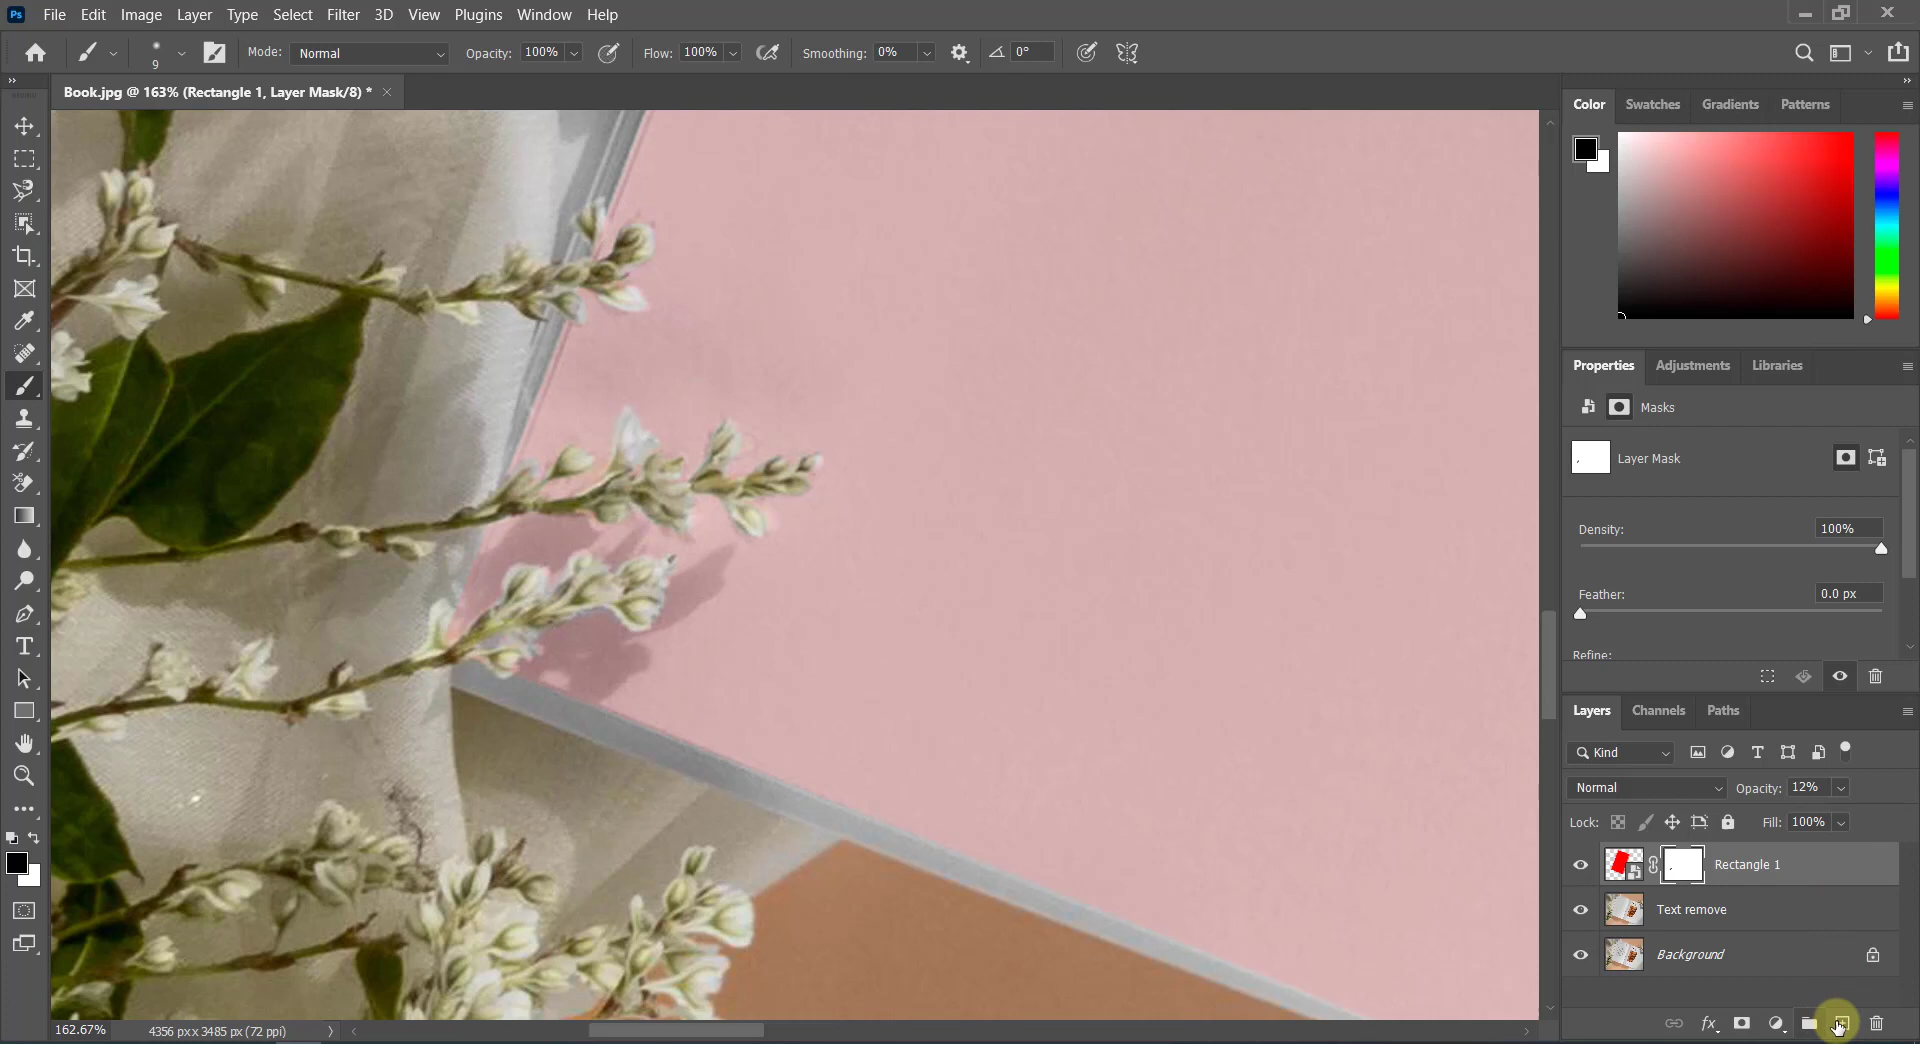 Ps File Edit Image Layer Type Select Filter 3D View Plugins Window Help
9 Mode: Normal Opacity: 100% Flow: 100% Smoothing: 0% 0°
Book.jpg @ 163% (Rectangle 1, Layer Mask/8) *
Color Swatches Gradients Patterns
Properties Adjustments Libraries
Masks
Layer Mask
Density: 100%
Feather: 0.0 px
Refine:
Layers Channels Paths
Kind
Normal Opacity: 12%
Lock: Fill: 100%
Rectangle 1
Text remove
Background
fx
162.67% 4356 px x 3485 px (72 ppi)